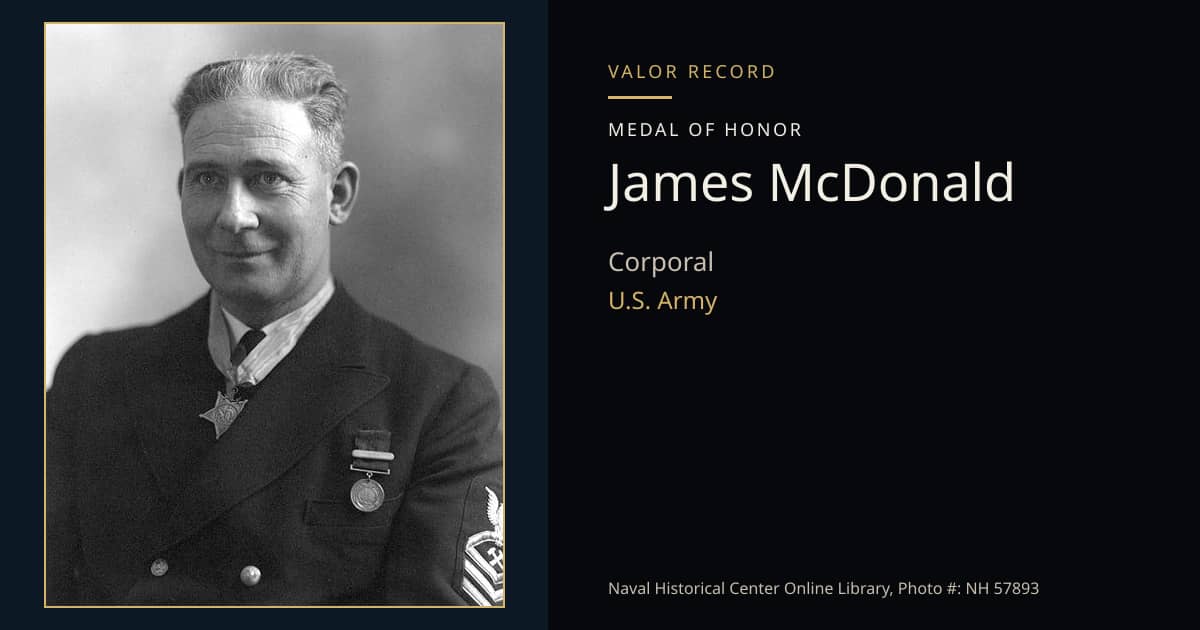 VALOR RECORD
MEDAL OF HONOR
James McDonald
Corporal
U.S. Army
Naval Historical Center Online Library, Photo #: NH 57893